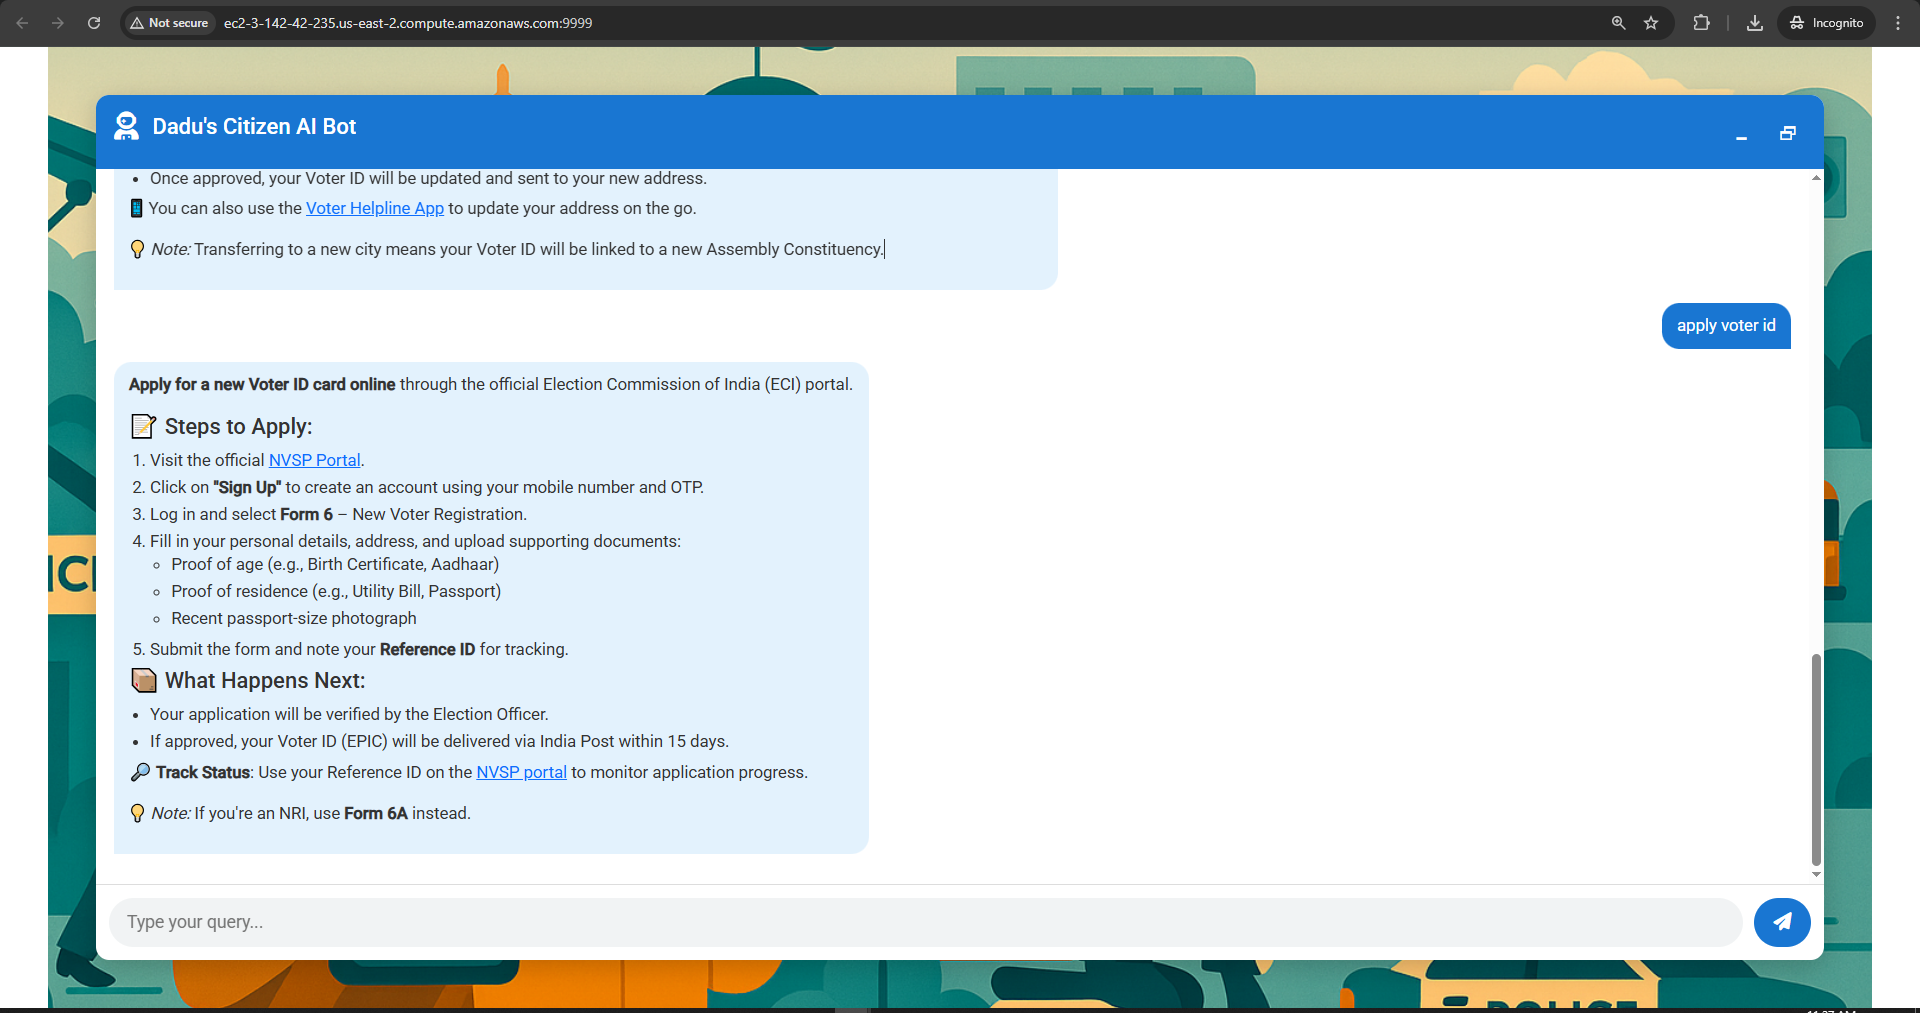 Not secure
ec2-3-142-42-235.us-east-2.compute.amazonaws.com:9999
Incognito
Dadu's Citizen AI Bot
• Once approved, your Voter ID will be updated and sent to your new address.
📱 You can also use the Voter Helpline App to update your address on the go.
💡 Note: Transferring to a new city means your Voter ID will be linked to a new Assembly Constituency.
apply voter id
Apply for a new Voter ID card online through the official Election Commission of India (ECI) portal.
📝 Steps to Apply:
1. Visit the official NVSP Portal.
2. Click on "Sign Up" to create an account using your mobile number and OTP.
3. Log in and select Form 6 – New Voter Registration.
4. Fill in your personal details, address, and upload supporting documents:
◦ Proof of age (e.g., Birth Certificate, Aadhaar)
◦ Proof of residence (e.g., Utility Bill, Passport)
◦ Recent passport-size photograph
5. Submit the form and note your Reference ID for tracking.
📦 What Happens Next:
• Your application will be verified by the Election Officer.
• If approved, your Voter ID (EPIC) will be delivered via India Post within 15 days.
🔎 Track Status: Use your Reference ID on the NVSP portal to monitor application progress.
💡 Note: If you're an NRI, use Form 6A instead.
Type your query...
POLICE